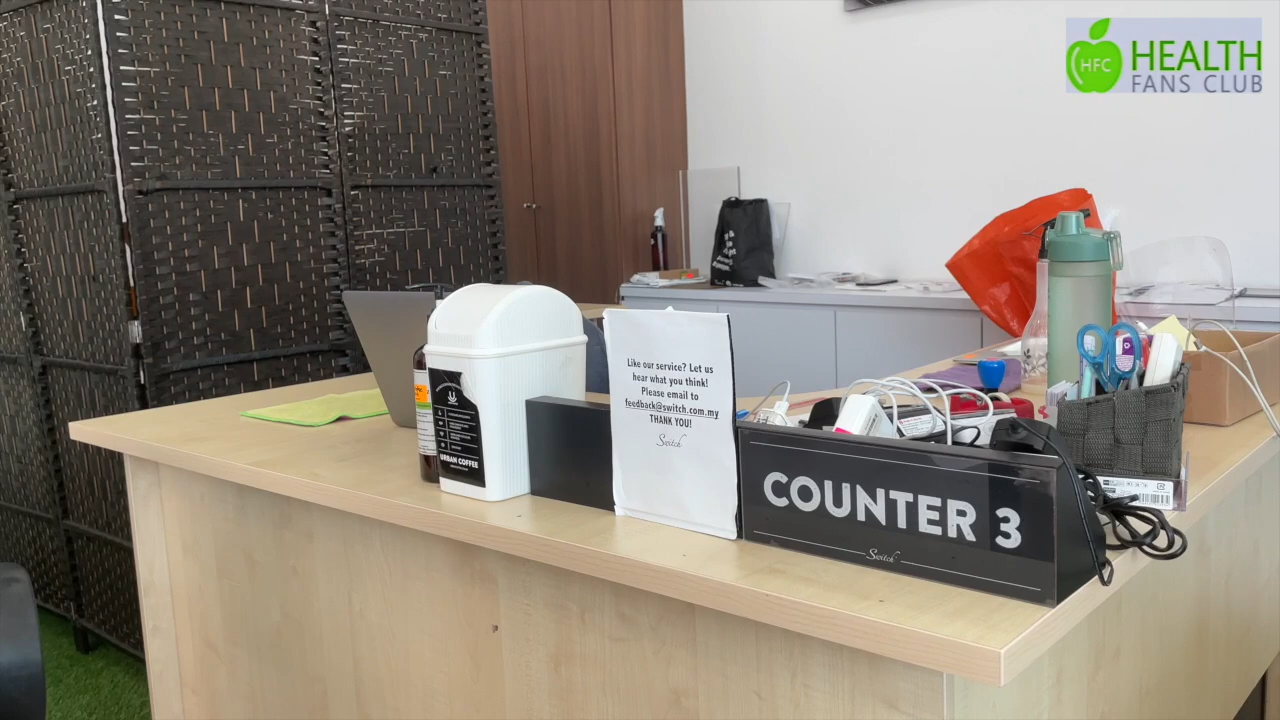 HFC
HEALTH
FANS CLUB
Like our service? Let us
hear what you think!
Please email to
feedback@switch.com.my
THANK YOU!
Switch
URBAN COFFEE
COUNTER 3
Switch